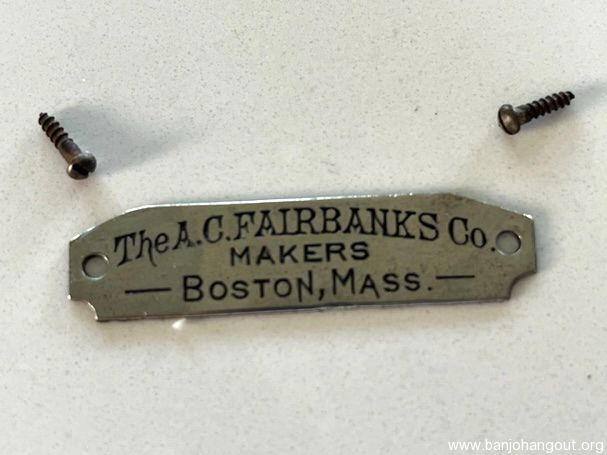 The A.C. FAIRBANKS Co.
MAKERS
— BOSTON, MASS. —
www.banjohangout.org